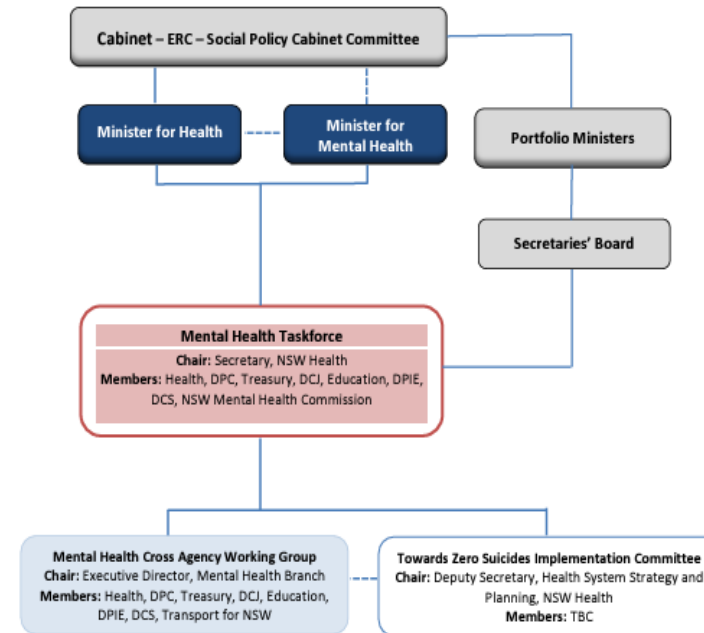 Cabinet – ERC – Social Policy Cabinet Committee
Minister for Health
Minister for
Mental Health
Portfolio Ministers
Secretaries' Board
Mental Health Taskforce
Chair: Secretary, NSW Health
Members: Health, DPC, Treasury, DCJ, Education, DPIE,
DCS, NSW Mental Health Commission
Mental Health Cross Agency Working Group
Chair: Executive Director, Mental Health Branch
Members: Health, DPC, Treasury, DCJ, Education,
DPIE, DCS, Transport for NSW
Towards Zero Suicides Implementation Committee
Chair: Deputy Secretary, Health System Strategy and
Planning, NSW Health
Members: TBC